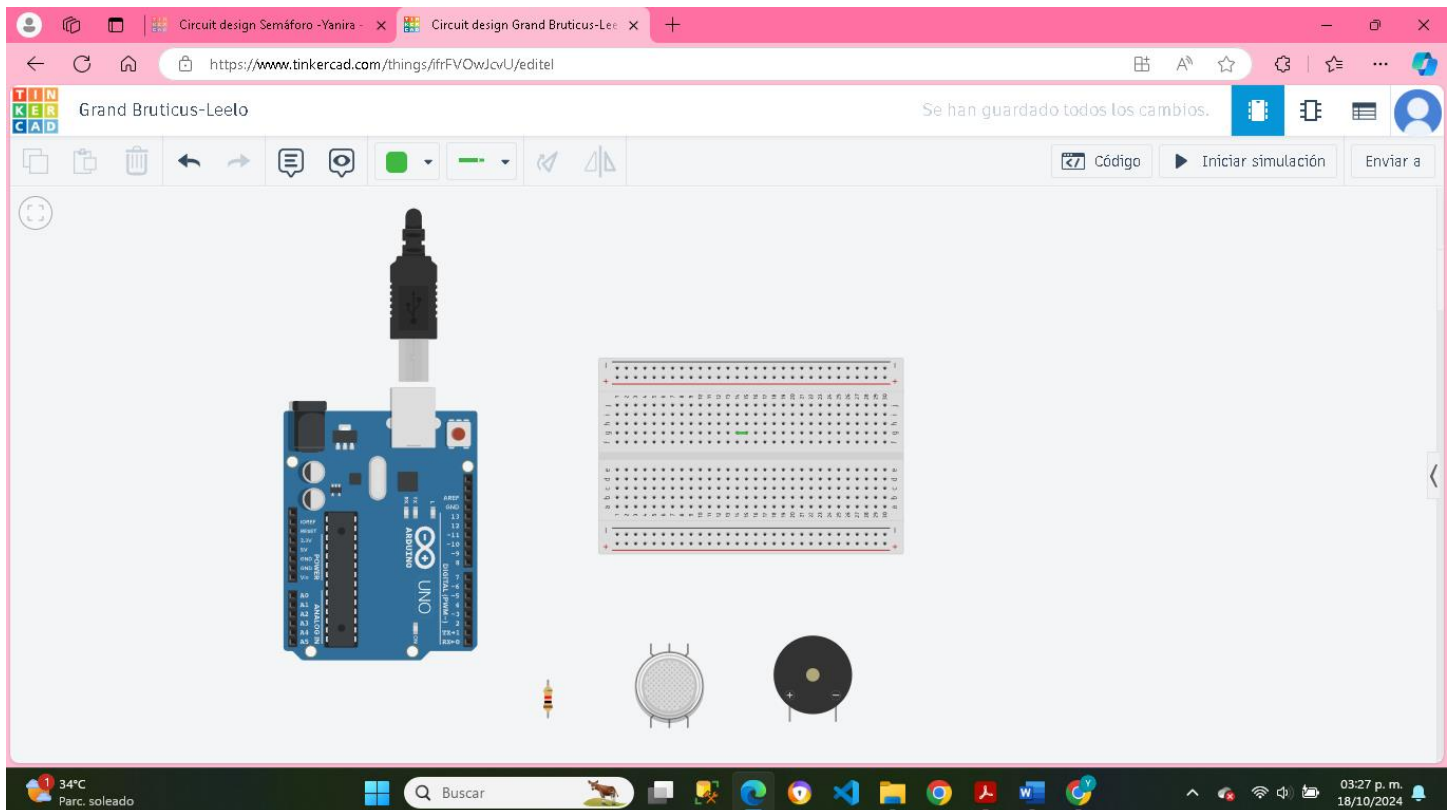 Circuit design Semáforo -Yanira -
Circuit design Grand Bruticus-Lee
https://www.tinkercad.com/things/ifrFVOwJcvU/editel
TIN
KER
CAD
Grand Bruticus-Leelo
Se han guardado todos los cambios.
Código
Iniciar simulación
Enviar a
AREF
GND
13
12
~11
~10
~9
8
IOREF
RESET
3.3V
5V
GND
GND
Vin
POWER
TX
RX
L
ARDUINO
UNO
DIGITAL (PWM~)
7
~6
~5
4
~3
2
TX→1
RX←0
A0
A1
A2
A3
A4
A5
ANALOG IN
ON
1
34°C
Parc. soleado
Buscar
03:27 p. m.
18/10/2024